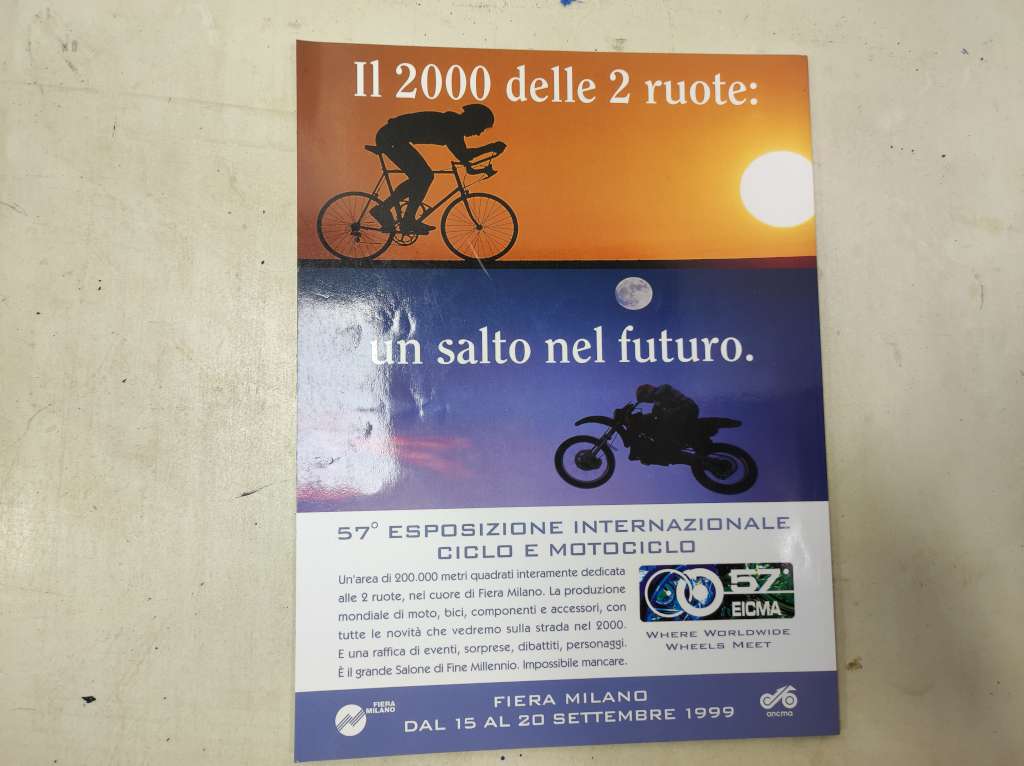 Il 2000 delle 2 ruote:
un salto nel futuro.
57° ESPOSIZIONE INTERNAZIONALE
CICLO E MOTOCICLO
Un'area di 200.000 metri quadrati interamente dedicata
alle 2 ruote, nel cuore di Fiera Milano. La produzione
mondiale di moto, bici, componenti e accessori, con
tutte le novità che vedremo sulla strada nel 2000.
E una raffica di eventi, sorprese, dibattiti, personaggi.
È il grande Salone di Fine Millennio. Impossibile mancare.
57°
EICMA
WHERE WORLDWIDE
WHEELS MEET
FIERA
MILANO
FIERA MILANO
DAL 15 AL 20 SETTEMBRE 1999
ancma